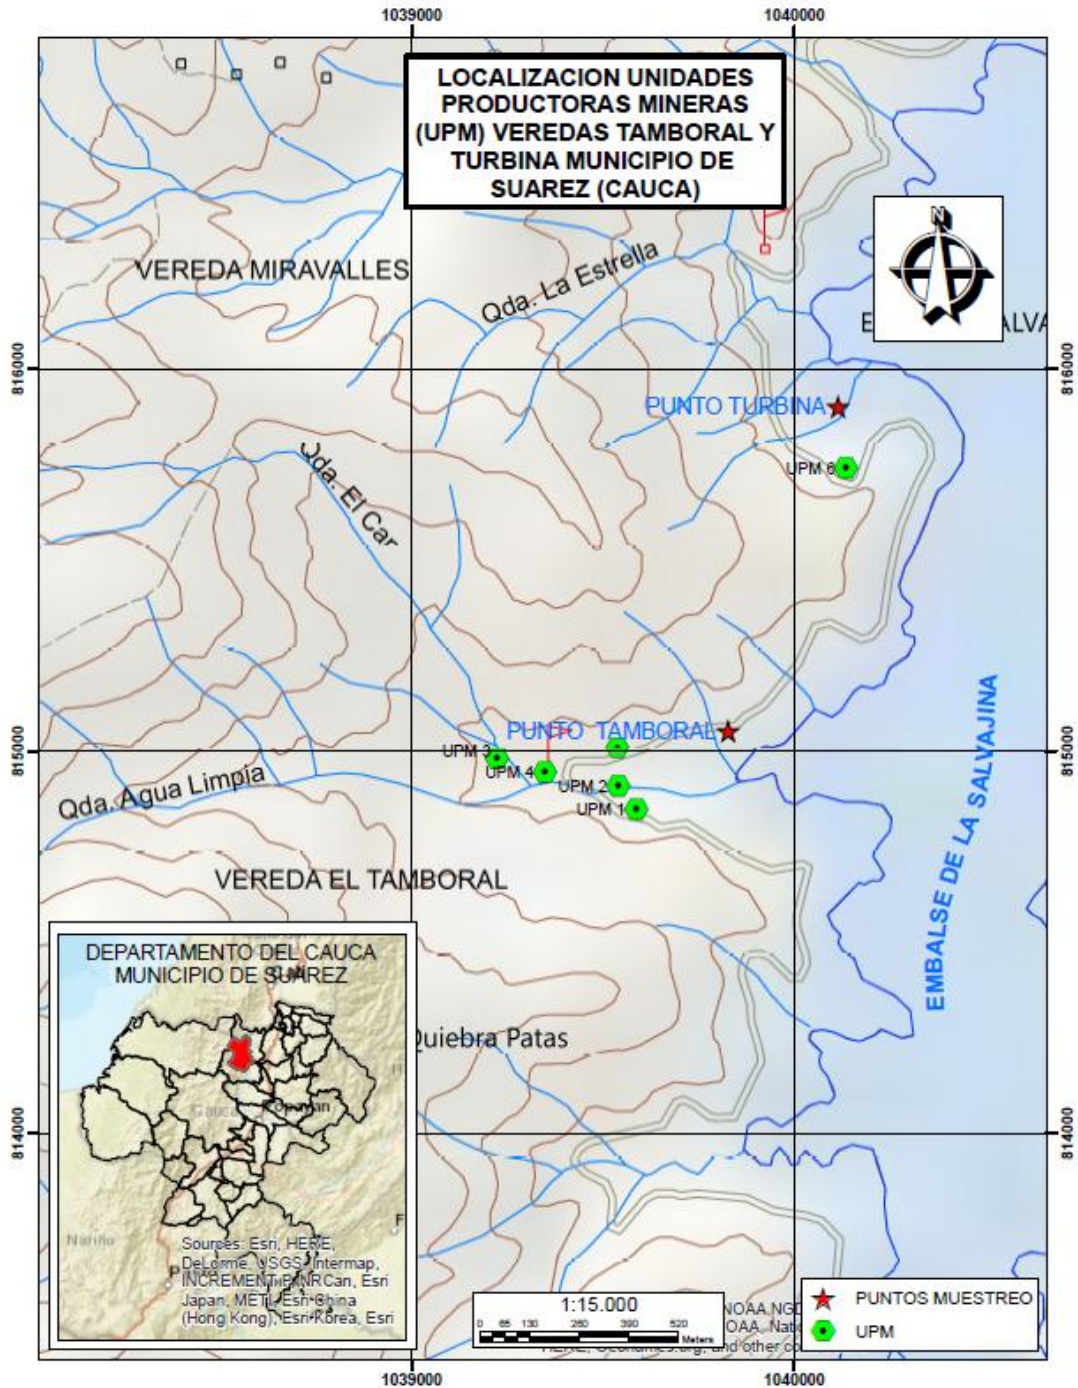 1039000
1040000
LOCALIZACION UNIDADES
PRODUCTORAS MINERAS
(UPM) VEREDAS TAMBORAL Y
TURBINA MUNICIPIO DE
SUAREZ (CAUCA)
N
VEREDA MIRAVALLES
Qda. La Estrella
816000
816000
PUNTO TURBINA
UPM 6
Qda. El Car
PUNTO TAMBORAL
815000
815000
UPM 3
UPM 4
UPM 2
UPM 1
Qda. Agua Limpia
EMBALSE DE LA SALVAJINA
VEREDA EL TAMBORAL
DEPARTAMENTO DEL CAUCA
MUNICIPIO DE SUAREZ
Quiebra Patas
Cauca
Popayan
814000
814000
Nariño
Sources: Esri, HERE,
DeLorme, USGS, Intermap,
INCREMENT P, NRCan, Esri
Japan, METI, Esri China
(Hong Kong), Esri Korea, Esri
1:15.000
0 65 130 260 390 520
Meters
PUNTOS MUESTREO
UPM
1039000
1040000